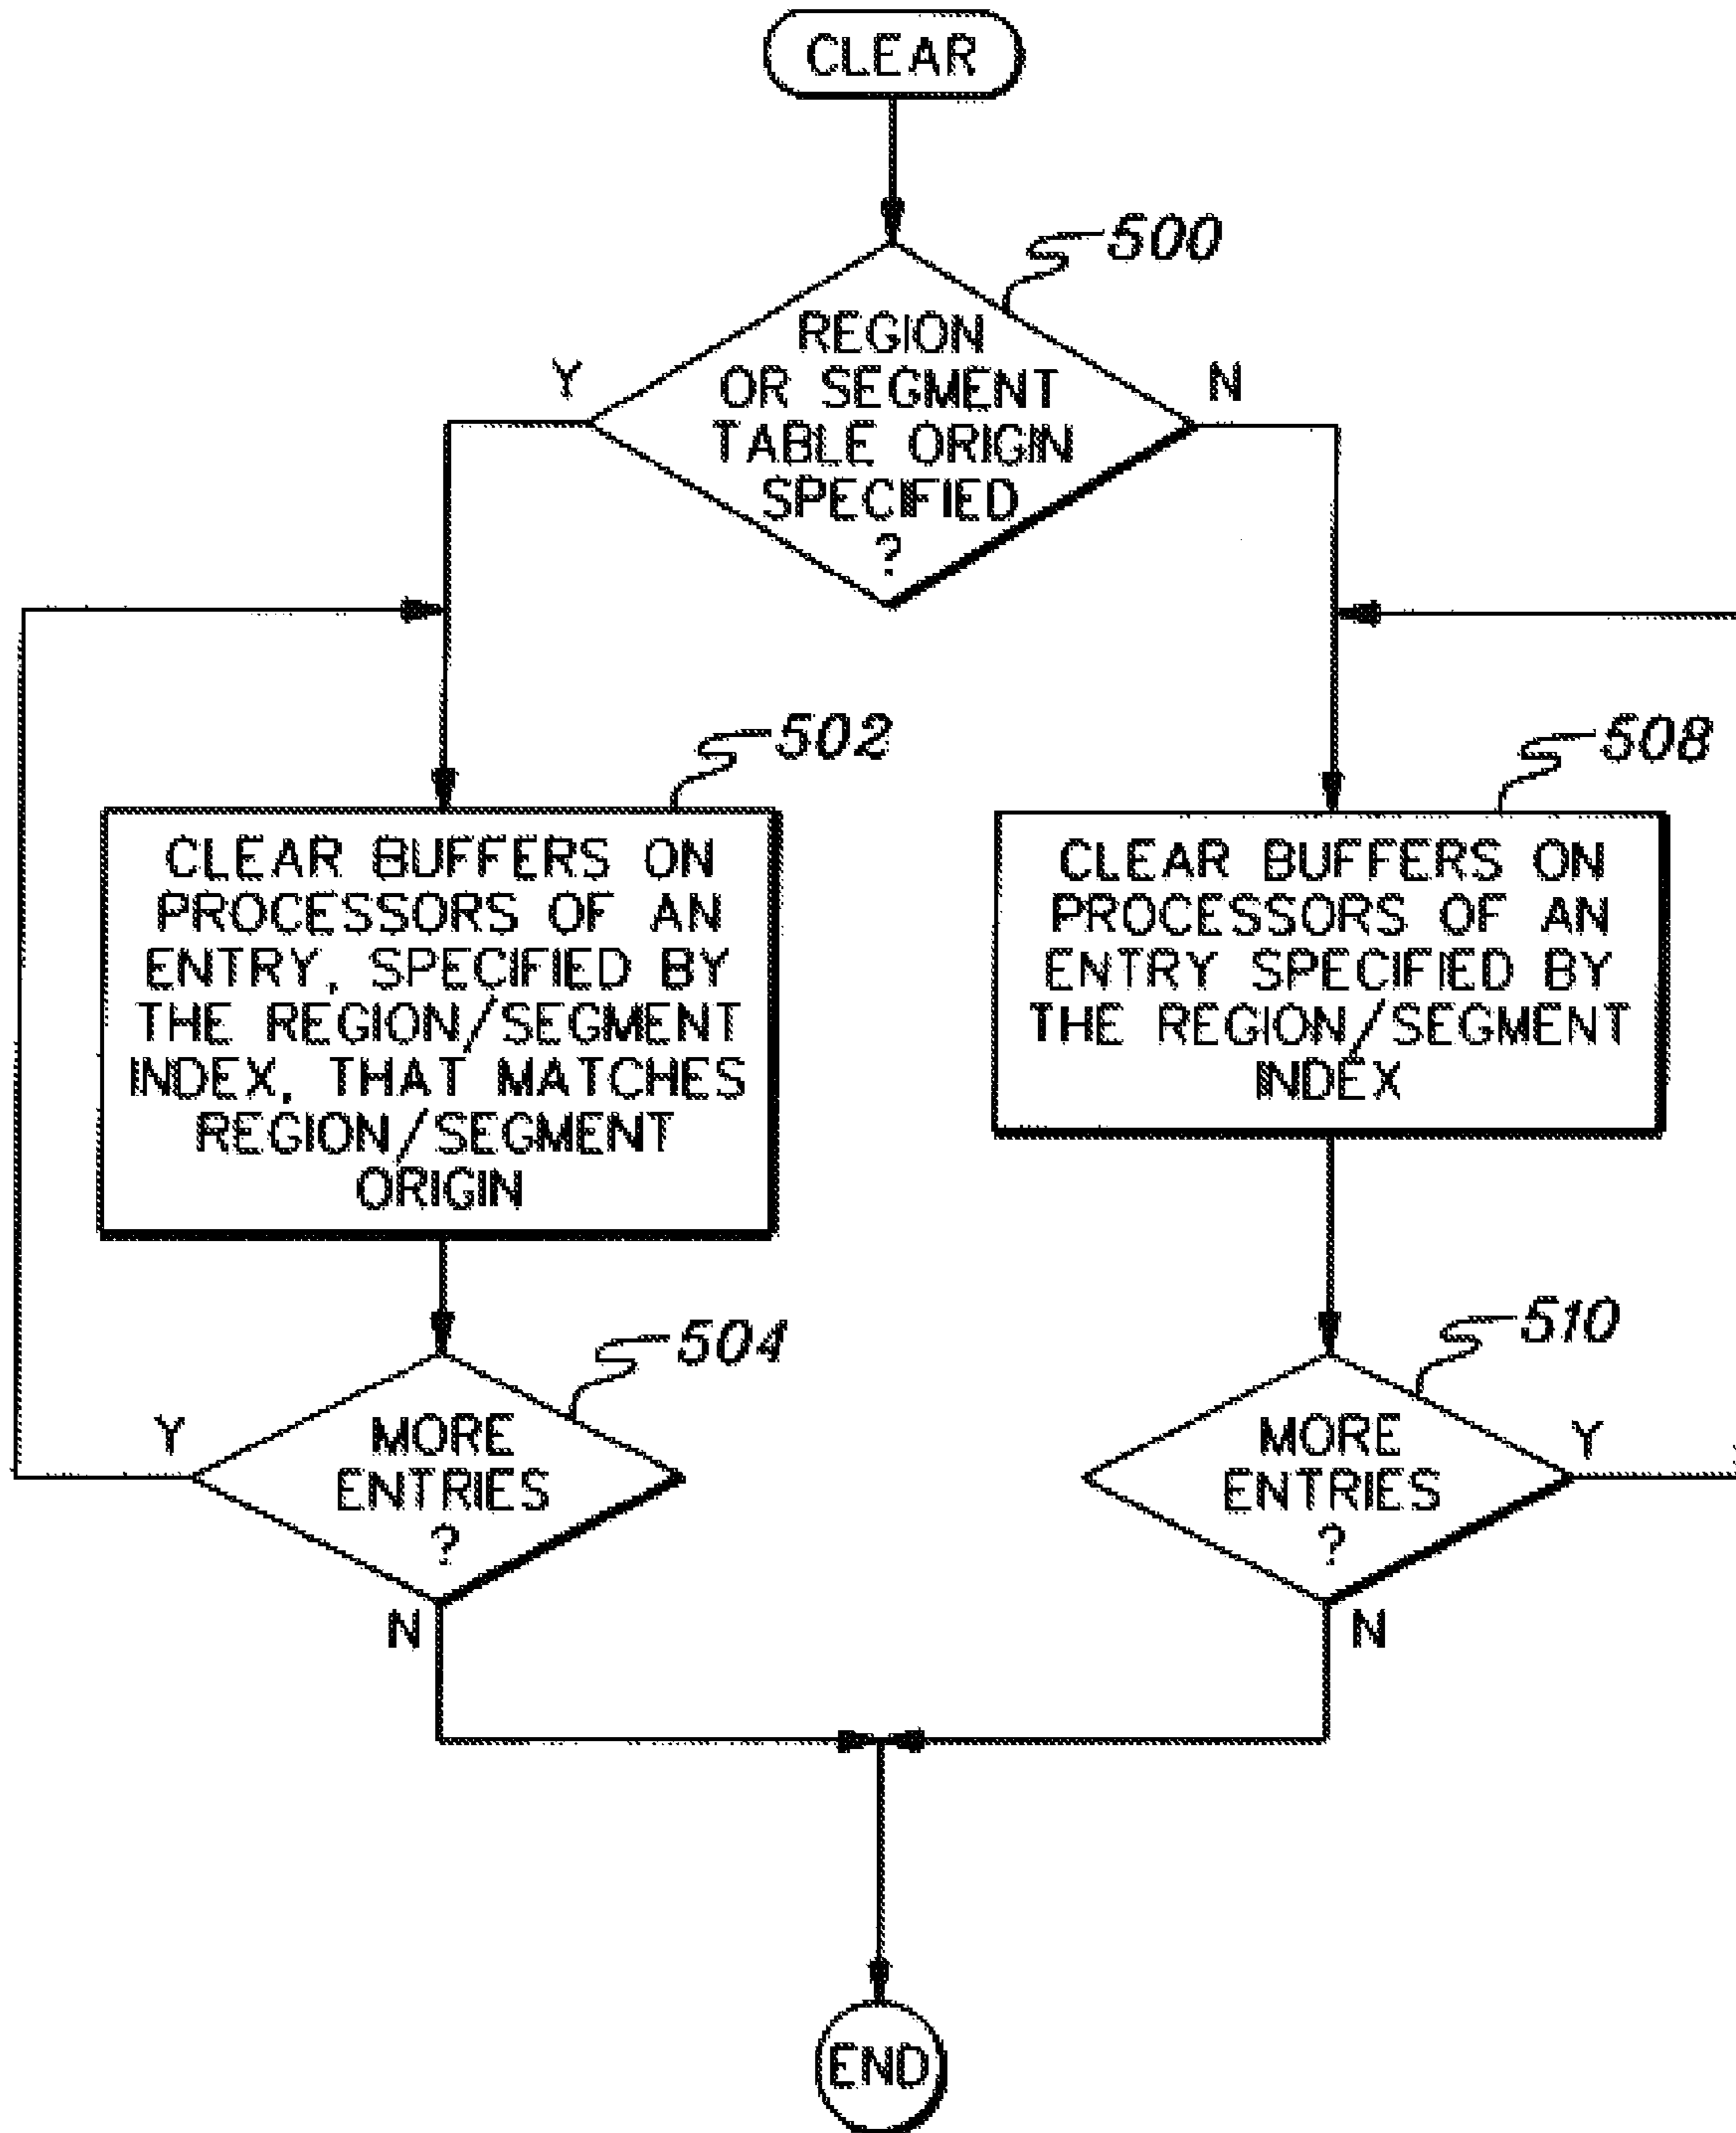 CLEAR
500
REGION
OR SEGMENT
TABLE ORIGIN
SPECIFIED
?
Y
N
502
CLEAR BUFFERS ON
PROCESSORS OF AN
ENTRY, SPECIFIED BY
THE REGION/SEGMENT
INDEX, THAT MATCHES
REGION/SEGMENT
ORIGIN
508
CLEAR BUFFERS ON
PROCESSORS OF AN
ENTRY SPECIFIED BY
THE REGION/SEGMENT
INDEX
504
MORE
ENTRIES
?
Y
N
510
MORE
ENTRIES
?
Y
N
END